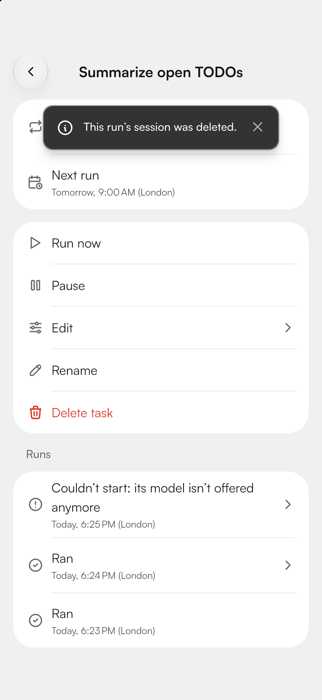 Summarize open TODOs
This run's session was deleted.
Next run
Tomorrow, 9:00 AM (London)
Run now
Pause
Edit
Rename
Delete task
Runs
Couldn't start: its model isn't offered
anymore
Today, 6:25 PM (London)
Ran
Today, 6:24 PM (London)
Ran
Today, 6:23 PM (London)